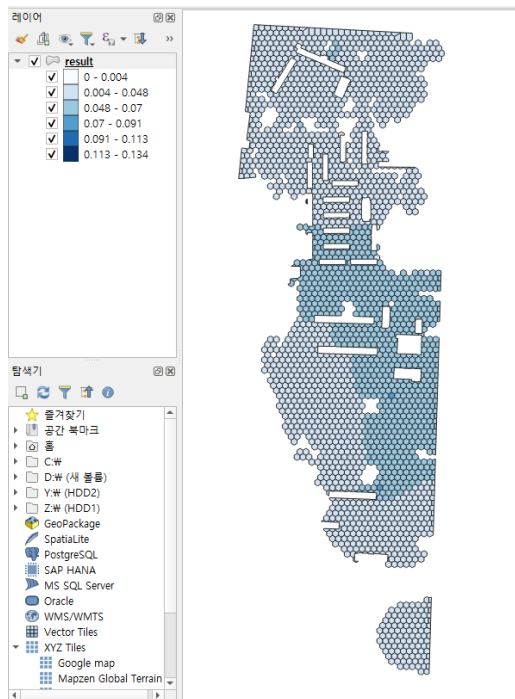 레이어
»
result
0 - 0.004
0.004 - 0.048
0.048 - 0.07
0.07 - 0.091
0.091 - 0.113
0.113 - 0.134
탐색기
즐겨찾기
공간 북마크
홈
C:₩
D:₩ (새 볼륨)
Y:₩ (HDD2)
Z:₩ (HDD1)
GeoPackage
SpatiaLite
PostgreSQL
SAP HANA
MS SQL Server
Oracle
WMS/WMTS
Vector Tiles
XYZ Tiles
Google map
Mapzen Global Terrain